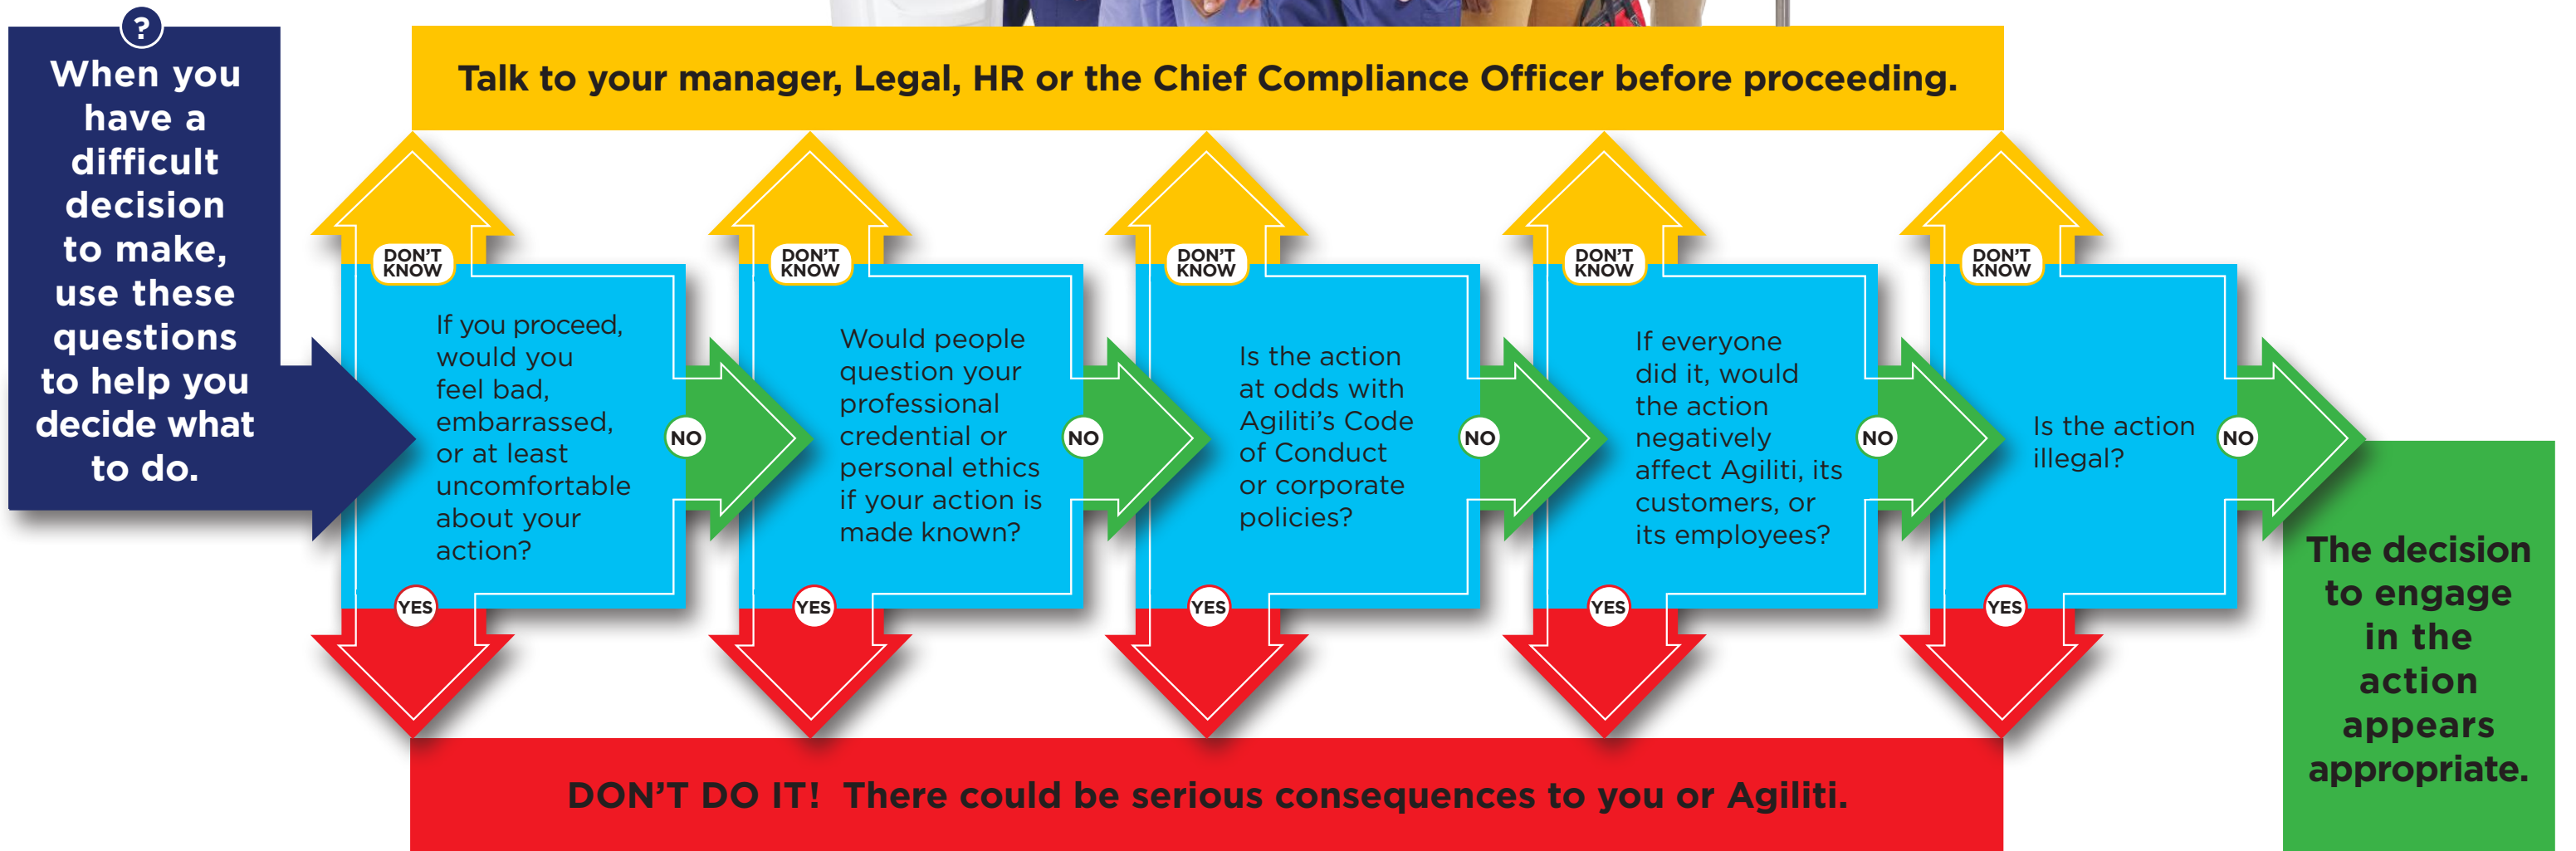 ?
When you
have a
difficult
decision
to make,
use these
questions
to help you
decide what
to do.
Talk to your manager, Legal, HR or the Chief Compliance Officer before proceeding.
DON'T
KNOW
If you proceed,
would you
feel bad,
embarrassed,
or at least
uncomfortable
about your
action?
NO
YES
DON'T
KNOW
Would people
question your
professional
credential or
personal ethics
if your action is
made known?
NO
YES
DON'T
KNOW
Is the action
at odds with
Agiliti's Code
of Conduct
or corporate
policies?
NO
YES
DON'T
KNOW
If everyone
did it, would
the action
negatively
affect Agiliti, its
customers, or
its employees?
NO
YES
DON'T
KNOW
Is the action
illegal?
NO
YES
The decision
to engage
in the
action
appears
appropriate.
DON'T DO IT! There could be serious consequences to you or Agiliti.